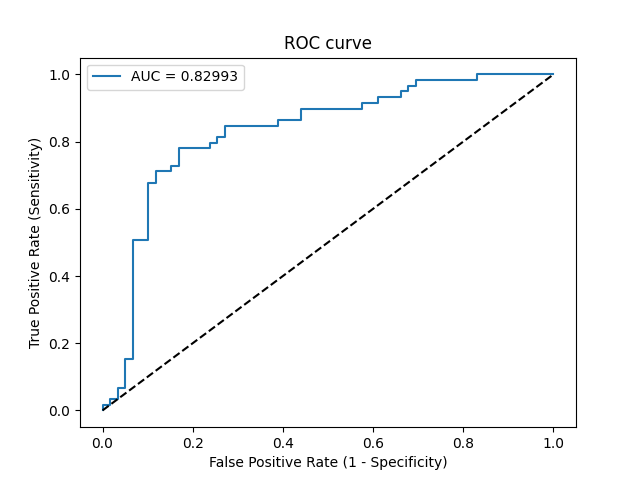 ROC curve
AUC = 0.82993
True Positive Rate (Sensitivity)
1.0
0.8
0.6
0.4
0.2
0.0
0.0 0.2 0.4 0.6 0.8 1.0
False Positive Rate (1 - Specificity)